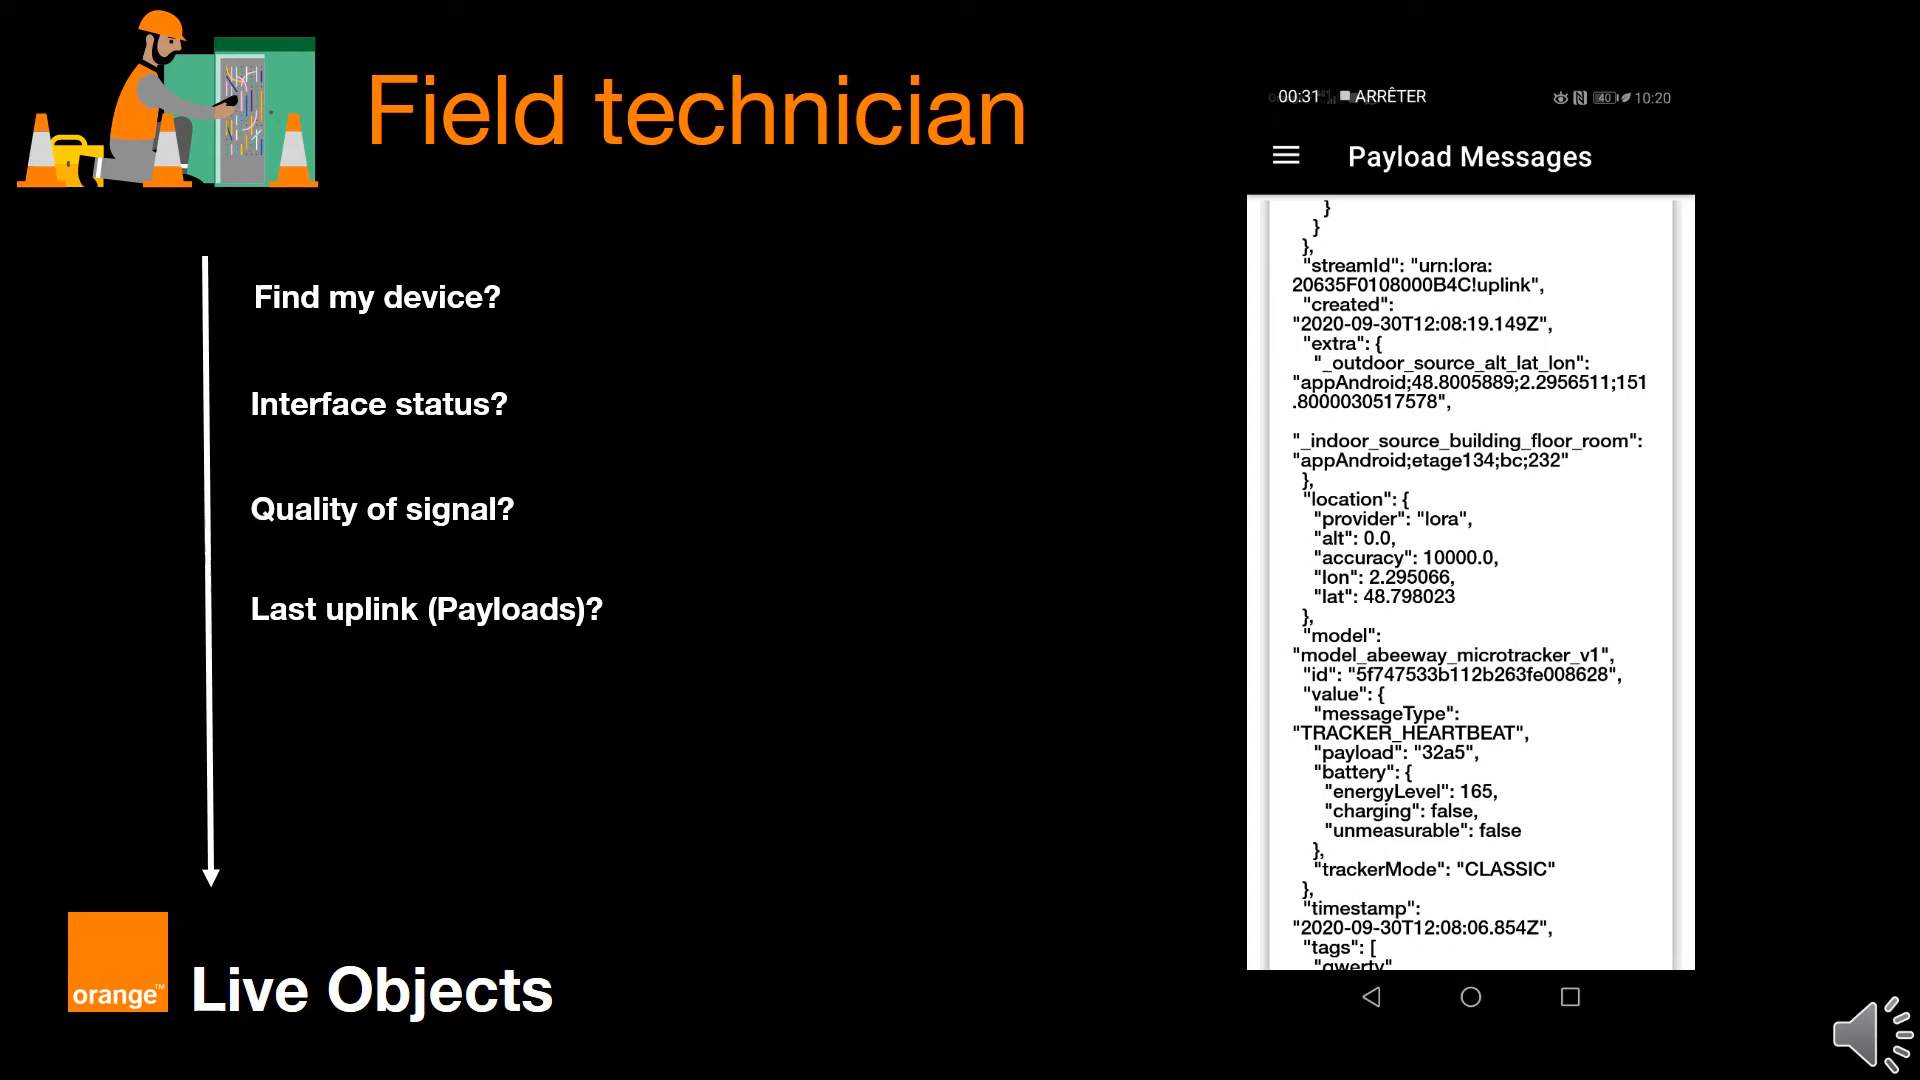 Field technician
Find my device?
Interface status?
Quality of signal?
Last uplink (Payloads)?
orange™
Live Objects
00:31 ARRÊTER
40 10:20
Payload Messages
}
}
},
"streamId": "urn:lora:
20635F0108000B4C!uplink",
"created":
"2020-09-30T12:08:19.149Z",
"extra": {
"_outdoor_source_alt_lat_lon":
"appAndroid;48.8005889;2.2956511;151
.8000030517578",
"_indoor_source_building_floor_room":
"appAndroid;etage134;bc;232"
},
"location": {
"provider": "lora",
"alt": 0.0,
"accuracy": 10000.0,
"lon": 2.295066,
"lat": 48.798023
},
"model":
"model_abeeway_microtracker_v1",
"id": "5f747533b112b263fe008628",
"value": {
"messageType":
"TRACKER_HEARTBEAT",
"payload": "32a5",
"battery": {
"energyLevel": 165,
"charging": false,
"unmeasurable": false
},
"trackerMode": "CLASSIC"
},
"timestamp":
"2020-09-30T12:08:06.854Z",
"tags": [
"qwerty"